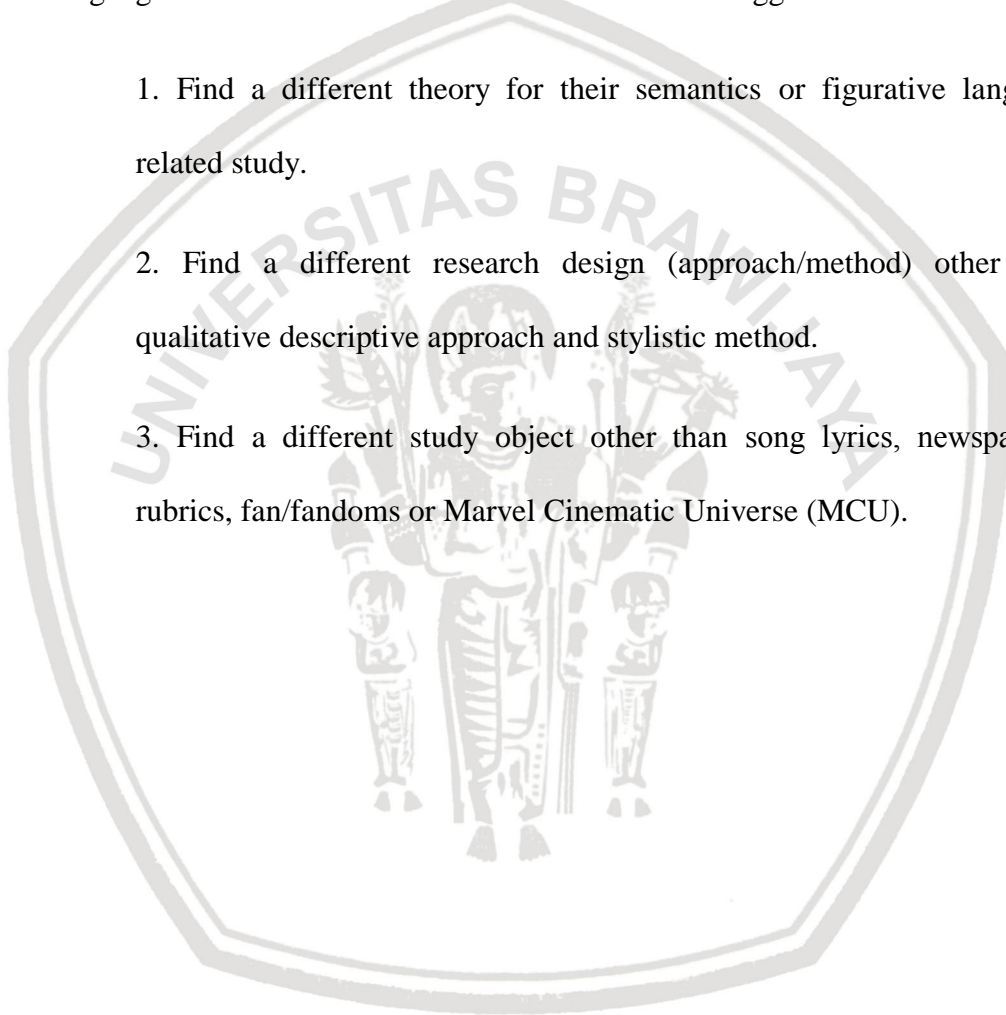 1. Find a different theory for their semantics or figurative lang
related study.
UNIVERSITAS BRAWIJAYA
2. Find a different research design (approach/method) other
qualitative descriptive approach and stylistic method.
3. Find a different study object other than song lyrics, newspa
rubrics, fan/fandoms or Marvel Cinematic Universe (MCU).